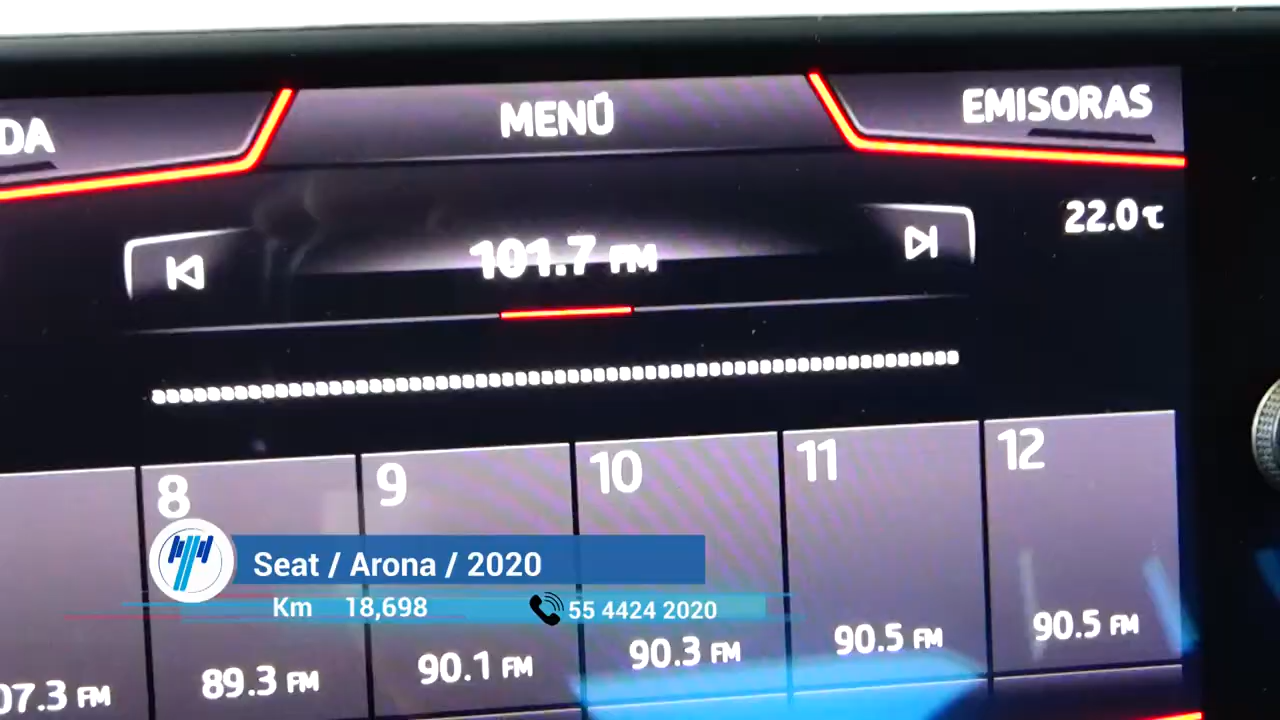 DA MENÚ EMISORAS
22.0°C
101.7 FM
8 9 10 11 12
Seat / Arona / 2020
Km 18,698 55 4424 2020
07.3 FM 89.3 FM 90.1 FM 90.3 FM 90.5 FM 90.5 FM